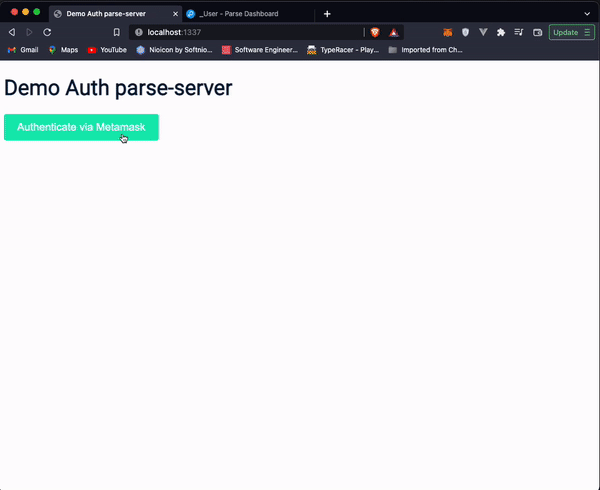 Demo Auth parse-server
_User - Parse Dashboard
localhost:1337
Update
Gmail
Maps
YouTube
Nioicon by Softnio...
Software Engineer...
TypeRacer - Play...
Imported from Ch...
Demo Auth parse-server
Authenticate via Metamask